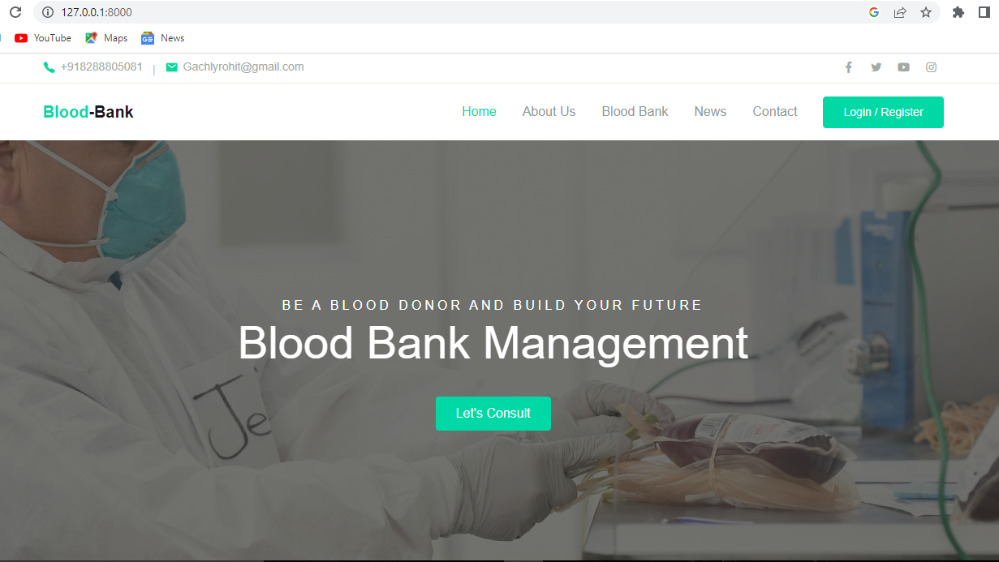 127.0.0.1:8000
YouTube Maps News
+918288805081 | Gachlyrohit@gmail.com
Blood-Bank
Home About Us Blood Bank News Contact Login / Register
BE A BLOOD DONOR AND BUILD YOUR FUTURE
Blood Bank Management
Let's Consult
Je